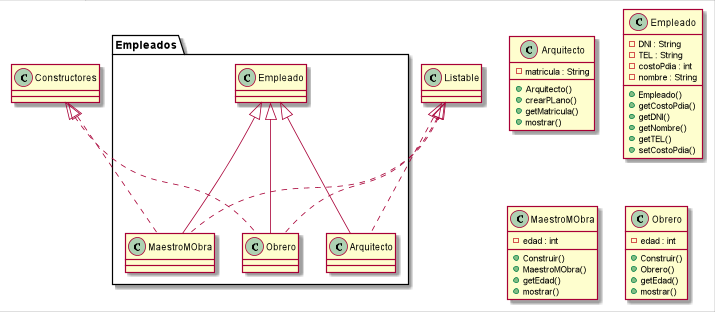 Empleados
C Constructores
C Empleado
C Listable
C MaestroMObra
C Obrero
C Arquitecto
C Arquitecto
matricula : String
Arquitecto()
crearPLano()
getMatricula()
mostrar()
C Empleado
DNI : String
TEL : String
costoPdia : int
nombre : String
Empleado()
getCostoPdia()
getDNI()
getNombre()
getTEL()
setCostoPdia()
C MaestroMObra
edad : int
Construir()
MaestroMObra()
getEdad()
mostrar()
C Obrero
edad : int
Construir()
Obrero()
getEdad()
mostrar()